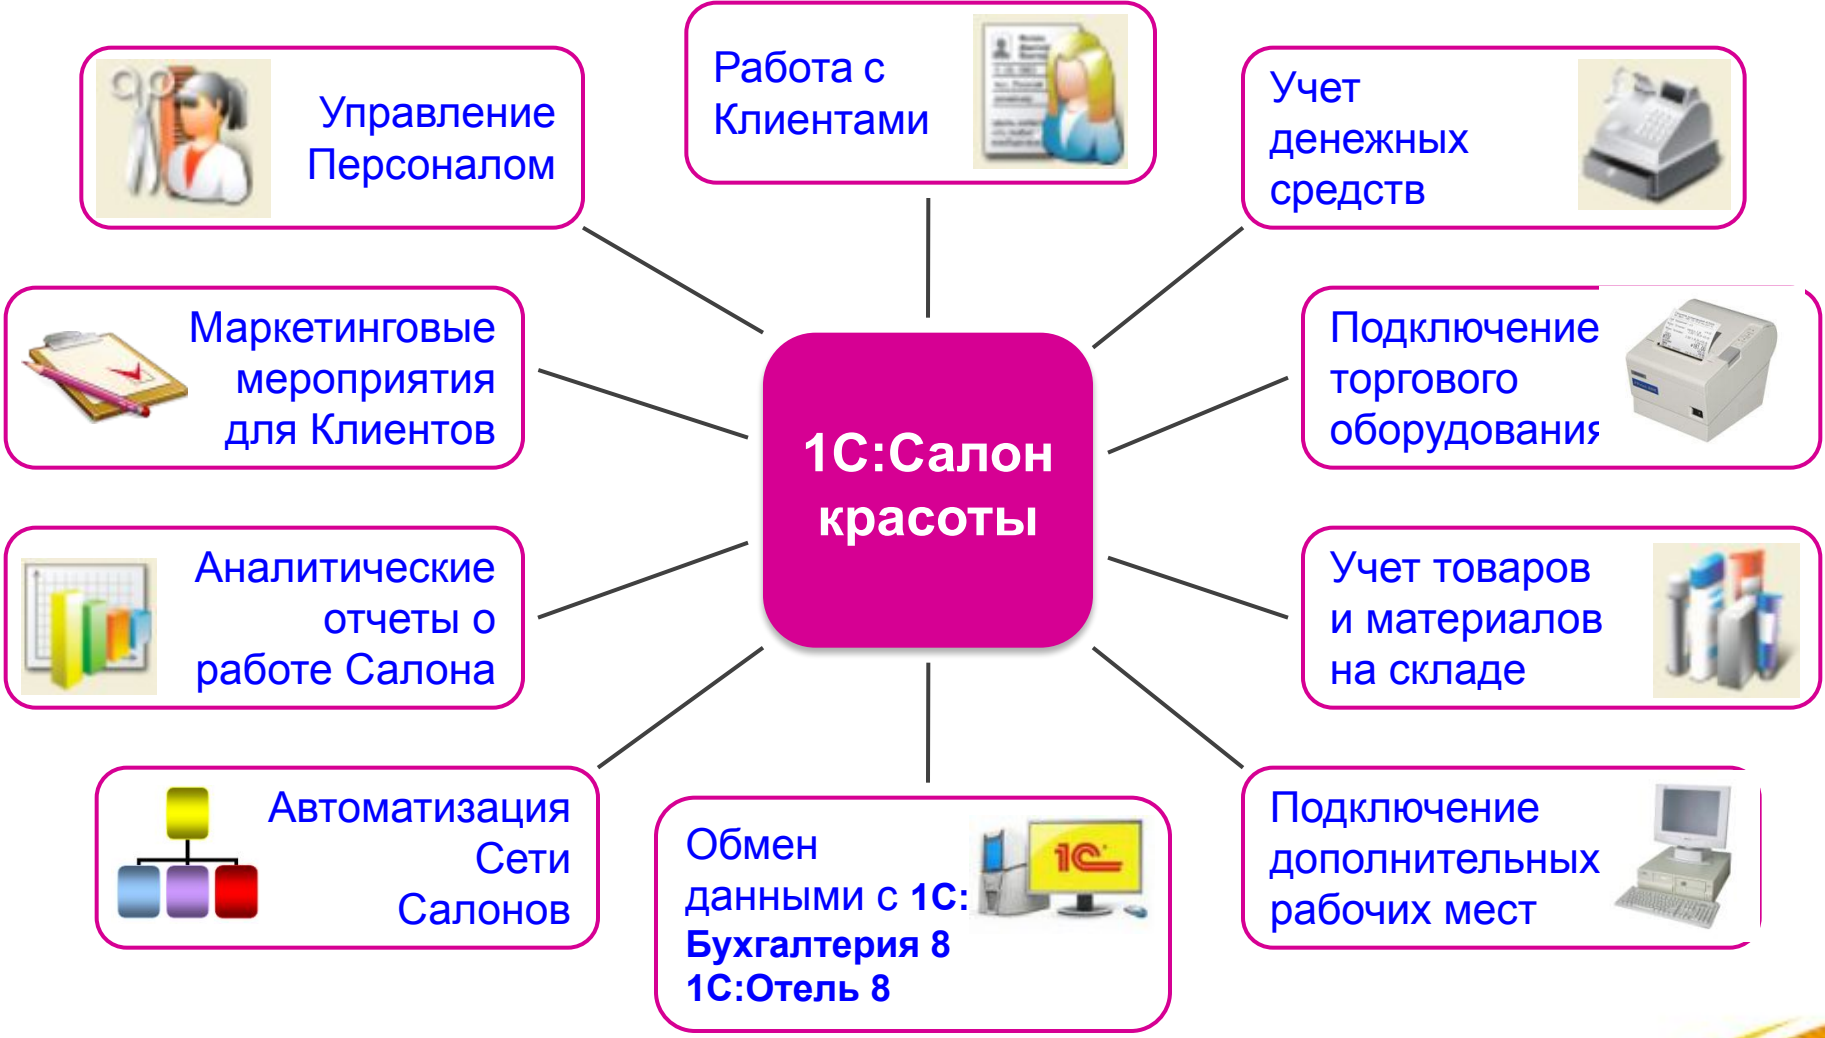 Управление
Персоналом
Работа с
Клиентами
Учет
денежных
средств
Маркетинговые
мероприятия
для Клиентов
Подключение
торгового
оборудования
1С:Салон
красоты
Аналитические
отчеты о
работе Салона
Учет товаров
и материалов
на складе
Автоматизация
Сети
Салонов
Обмен
данными с 1С:
Бухгалтерия 8
1С:Отель 8
1С
Подключение
дополнительных
рабочих мест